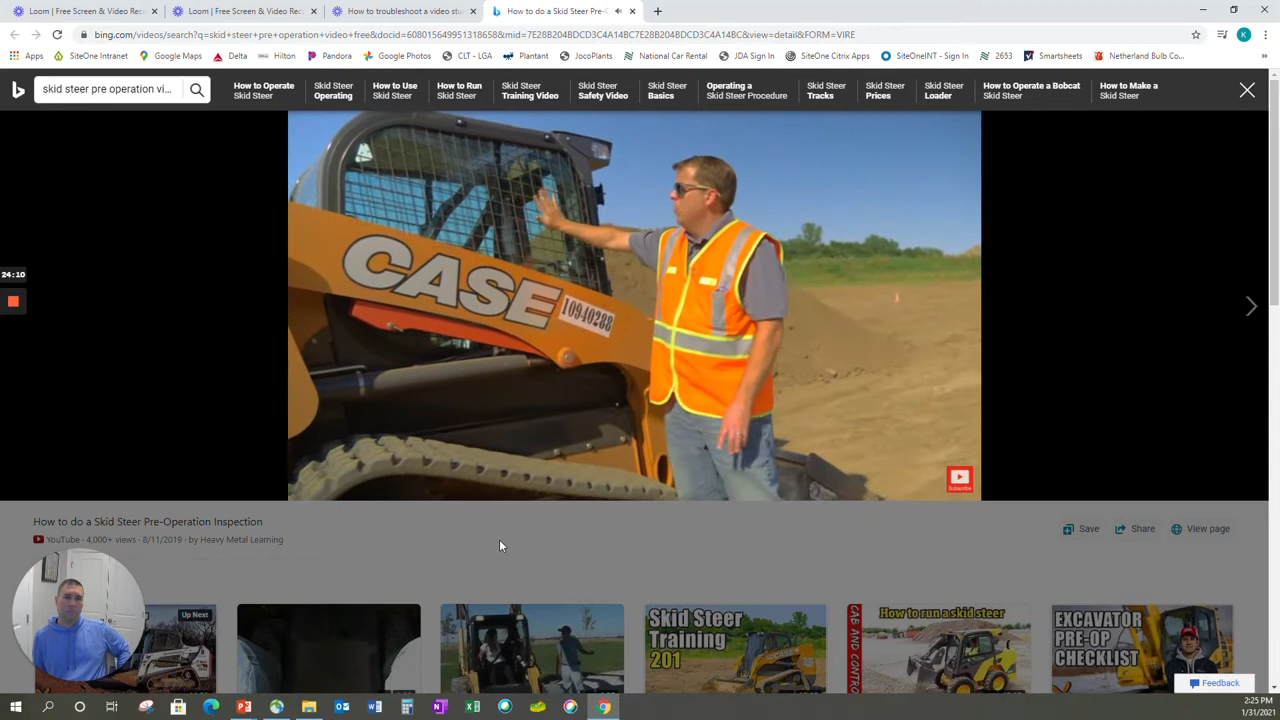 Loom | Free Screen & Video Rec
Loom | Free Screen & Video Rec
How to troubleshoot a video stu
How to do a Skid Steer Pre-O
bing.com/videos/search?q=skid+steer+pre+operation+video+free&docid=608015649951318658&mid=7E28B204BDCD3C4A14BC7E28B204BDCD3C4A14BC&view=detail&FORM=VIRE
Apps
SiteOne Intranet
Google Maps
Delta
Hilton
Pandora
CLT - LGA
Plantant
JocoPlants
National Car Rental
JDA Sign In
SiteOne Citrix Apps
SiteOneINT - Sign In
2653
Smartsheets
Netherland Bulb Co...
K
skid steer pre operation vi...
How to Operate
Skid Steer
Skid Steer
Operating
How to Use
Skid Steer
How to Run
Skid Steer
Skid Steer
Training Video
Skid Steer
Safety Video
Skid Steer
Basics
Operating a
Skid Steer Procedure
Skid Steer
Tracks
Skid Steer
Prices
Skid Steer
Loader
How to Operate a Bobcat
Skid Steer
How to Make a
Skid Steer
CASE
10940288
Subscribe
24:10
How to do a Skid Steer Pre-Operation Inspection
YouTube · 4,000+ views · 8/11/2019 · by Heavy Metal Learning
Save
Share
View page
Up Next
Skid Steer
Training
201
CAB AND CONTRO
How to run a skid steer
EXCAVATOR
PRE-OP
CHECKLIST
Feedback
2:25 PM
1/31/2021